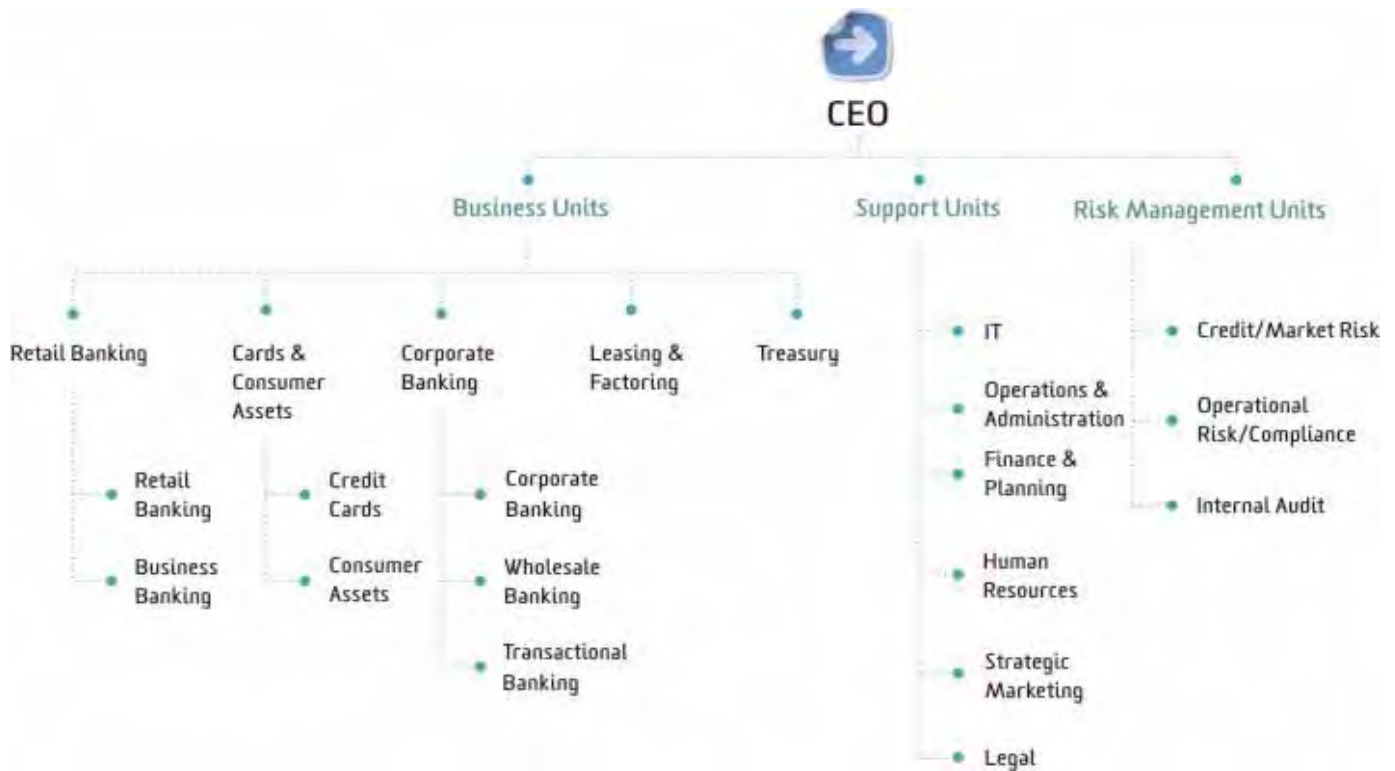 CEO
Business Units
Support Units
Risk Management Units
Retail Banking
Cards &
Consumer
Assets
Corporate
Banking
Leasing &
Factoring
Treasury
Retail
Banking
Business
Banking
Credit
Cards
Consumer
Assets
Corporate
Banking
Wholesale
Banking
Transactional
Banking
IT
Operations &
Administration
Finance &
Planning
Human
Resources
Strategic
Marketing
Legal
Credit/Market Risk
Operational
Risk/Compliance
Internal Audit